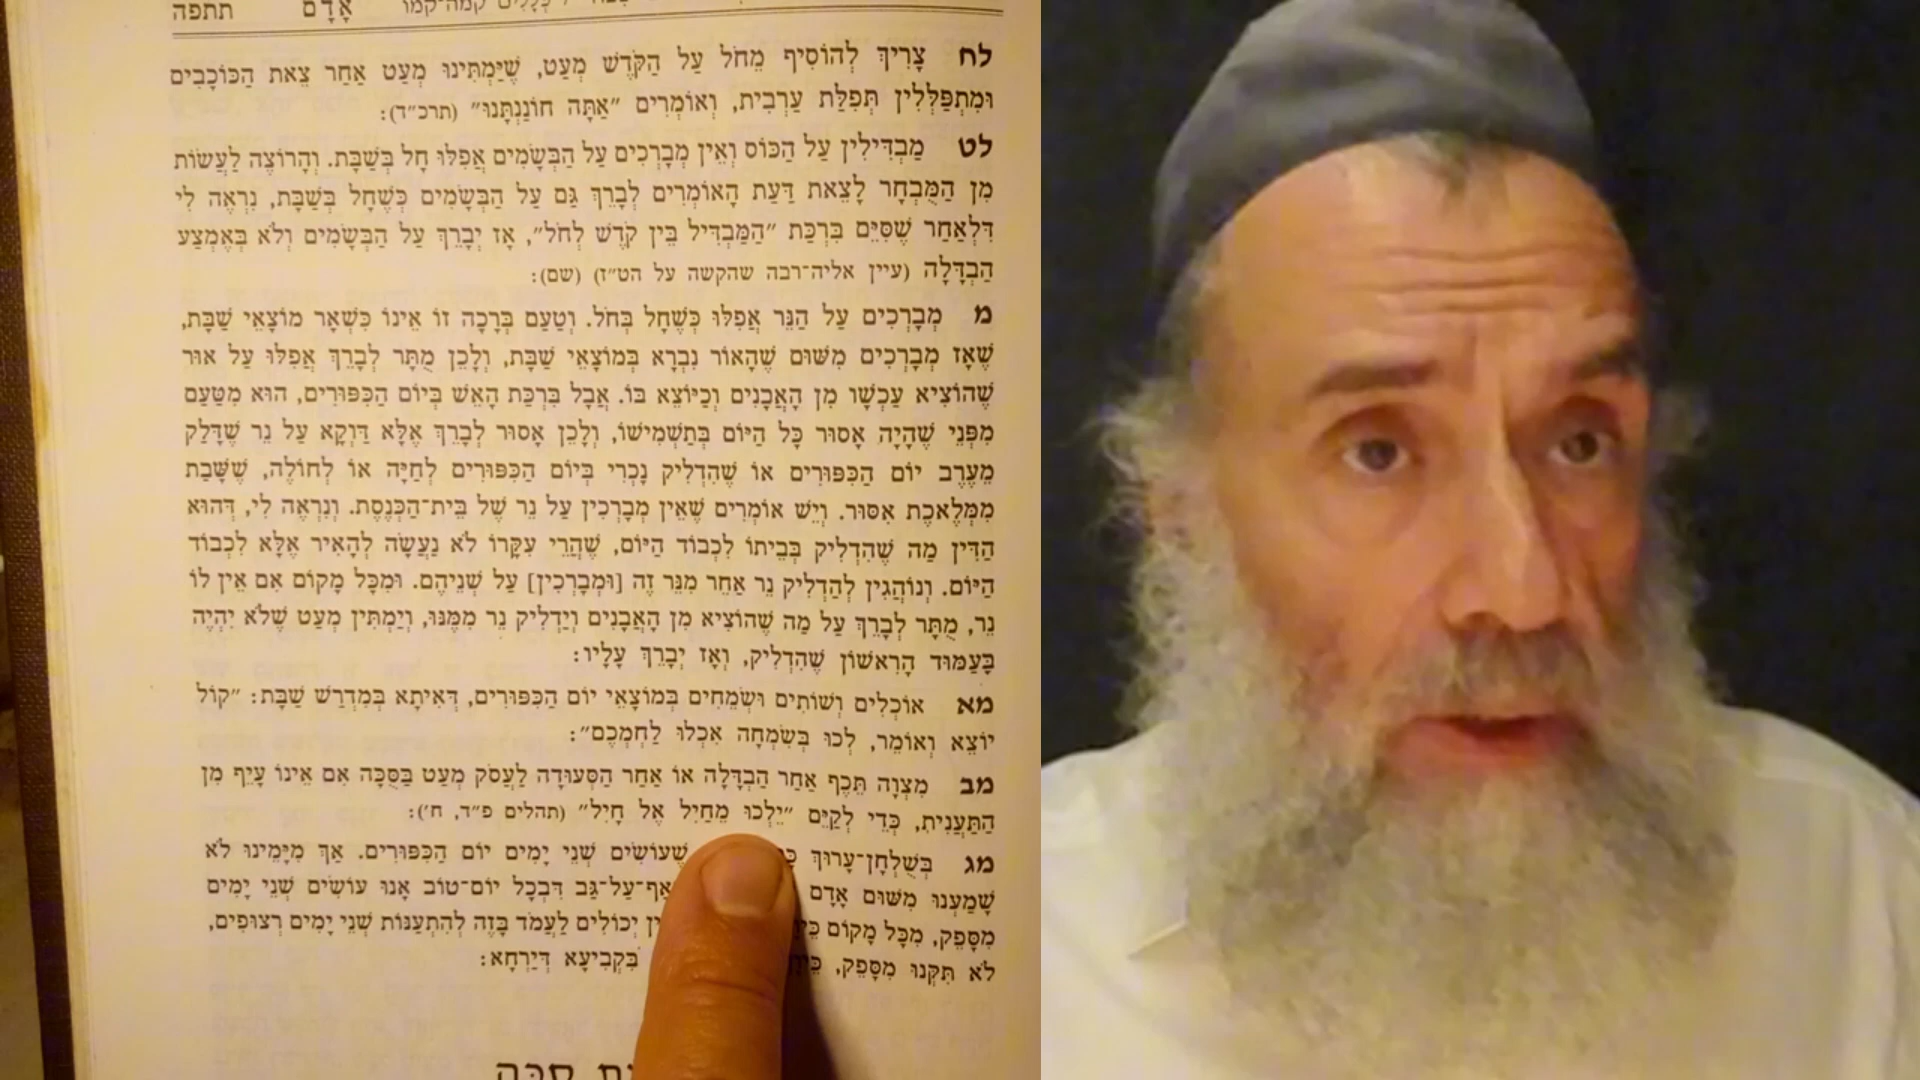 אָדָם תתפה
לח צָרִיךְ לְהוֹסִיף מֵחֹל עַל הַקֹּדֶשׁ מְעַט, שֶׁיַּמְתִּינוּ מְעַט אַחַר צֵאת הַכּוֹכָבִים
וּמִתְפַּלְּלִין תְּפִלַּת עַרְבִית, וְאוֹמְרִים "אַתָּה חוֹנַנְתָּנוּ" (תרכ"ד):
לט מַבְדִּילִין עַל הַכּוֹס וְאֵין מְבָרְכִים עַל הַבְּשָׂמִים אֲפִלּוּ חָל בְּשַׁבָּת. וְהָרוֹצֶה לַעֲשׂוֹת
מִן הַמֻּבְחָר לָצֵאת דַּעַת הָאוֹמְרִים לְבָרֵךְ גַּם עַל הַבְּשָׂמִים כְּשֶׁחָל בְּשַׁבָּת, נִרְאֶה לִי
דִּלְאַחַר שֶׁסִּיֵּם בִּרְכַּת "הַמַּבְדִּיל בֵּין קֹדֶשׁ לְחֹל", אָז יְבָרֵךְ עַל הַבְּשָׂמִים וְלֹא בְּאֶמְצַע
הַבְדָּלָה (עיין אליה־רבה שהקשה על הט"ז) (שם):
מ מְבָרְכִים עַל הַנֵּר אֲפִלּוּ כְּשֶׁחָל בְּחֹל. וְטַעַם בְּרָכָה זוֹ אֵינוֹ כִּשְׁאָר מוֹצָאֵי שַׁבָּת,
שֶׁאָז מְבָרְכִים מִשּׁוּם שֶׁהָאוֹר נִבְרָא בְּמוֹצָאֵי שַׁבָּת, וְלָכֵן מֻתָּר לְבָרֵךְ אֲפִלּוּ עַל אוּר
שֶׁהוֹצִיא עַכְשָׁו מִן הָאֲבָנִים וְכַיּוֹצֵא בּוֹ. אֲבָל בִּרְכַּת הָאֵשׁ בְּיוֹם הַכִּפּוּרִים, הוּא מִטַּעַם
מִפְּנֵי שֶׁהָיָה אָסוּר כָּל הַיּוֹם בְּתַשְׁמִישׁוֹ, וְלָכֵן אָסוּר לְבָרֵךְ אֶלָּא דַּוְקָא עַל נֵר שֶׁדָּלַק
מֵעֶרֶב יוֹם הַכִּפּוּרִים אוֹ שֶׁהִדְלִיק נָכְרִי בְּיוֹם הַכִּפּוּרִים לְחַיָּה אוֹ לְחוֹלֶה, שֶׁשָּׁבַת
מִמְּלֶאכֶת אִסּוּר. וְיֵשׁ אוֹמְרִים שֶׁאֵין מְבָרְכִין עַל נֵר שֶׁל בֵּית־הַכְּנֶסֶת. וְנִרְאֶה לִי, דְּהוּא
הַדִּין מַה שֶּׁהִדְלִיק בְּבֵיתוֹ לִכְבוֹד הַיּוֹם, שֶׁהֲרֵי עִקָּרוֹ לֹא נַעֲשָׂה לְהָאִיר אֶלָּא לִכְבוֹד
הַיּוֹם. וְנוֹהֲגִין לְהַדְלִיק נֵר אַחֵר מִנֵּר זֶה [וּמְבָרְכִין] עַל שְׁנֵיהֶם. וּמִכָּל מָקוֹם אִם אֵין לוֹ
נֵר, מֻתָּר לְבָרֵךְ עַל מַה שֶּׁהוֹצִיא מִן הָאֲבָנִים וְיַדְלִיק נֵר מִמֶּנּוּ, וְיַמְתִּין מְעַט שֶׁלֹּא יִהְיֶה
בָּעַמּוּד הָרִאשׁוֹן שֶׁהִדְלִיק, וְאָז יְבָרֵךְ עָלָיו:
מא אוֹכְלִים וְשׁוֹתִים וּשְׂמֵחִים בְּמוֹצָאֵי יוֹם הַכִּפּוּרִים, דְּאִיתָא בְּמִדְרַשׁ שַׁבָּת: "קוֹל
יוֹצֵא וְאוֹמֵר, לְכוּ בְּשִׂמְחָה אִכְלוּ לַחְמְכֶם":
מב מִצְוָה תֵּכֶף אַחַר הַבְדָּלָה אוֹ אַחַר הַסְּעוּדָה לַעֲסֹק מְעַט בַּסֻּכָּה אִם אֵינוֹ עָיֵף מִן
הַתַּעֲנִית, כְּדֵי לְקַיֵּם "יֵלְכוּ מֵחַיִל אֶל חָיִל" (תהלים פ"ד, ח'):
מג בְּשֻׁלְחָן־עָרוּךְ שֶׁעוֹשִׂים שְׁנֵי יָמִים יוֹם הַכִּפּוּרִים. אַךְ מִיָּמֵינוּ לֹא
שָׁמַעְנוּ מִשּׁוּם אָדָם אַף־עַל־גַּב דִּבְכָל יוֹם־טוֹב אָנוּ עוֹשִׂים שְׁנֵי יָמִים
מִסָּפֵק, מִכָּל מָקוֹם יְכוֹלִים לַעֲמֹד בָּזֶה לְהִתְעַנּוֹת שְׁנֵי יָמִים רְצוּפִים,
לֹא תִּקְּנוּ מִסָּפֵק, בִּקְבִיעָא דְּיַרְחָא:
סֻכָּה